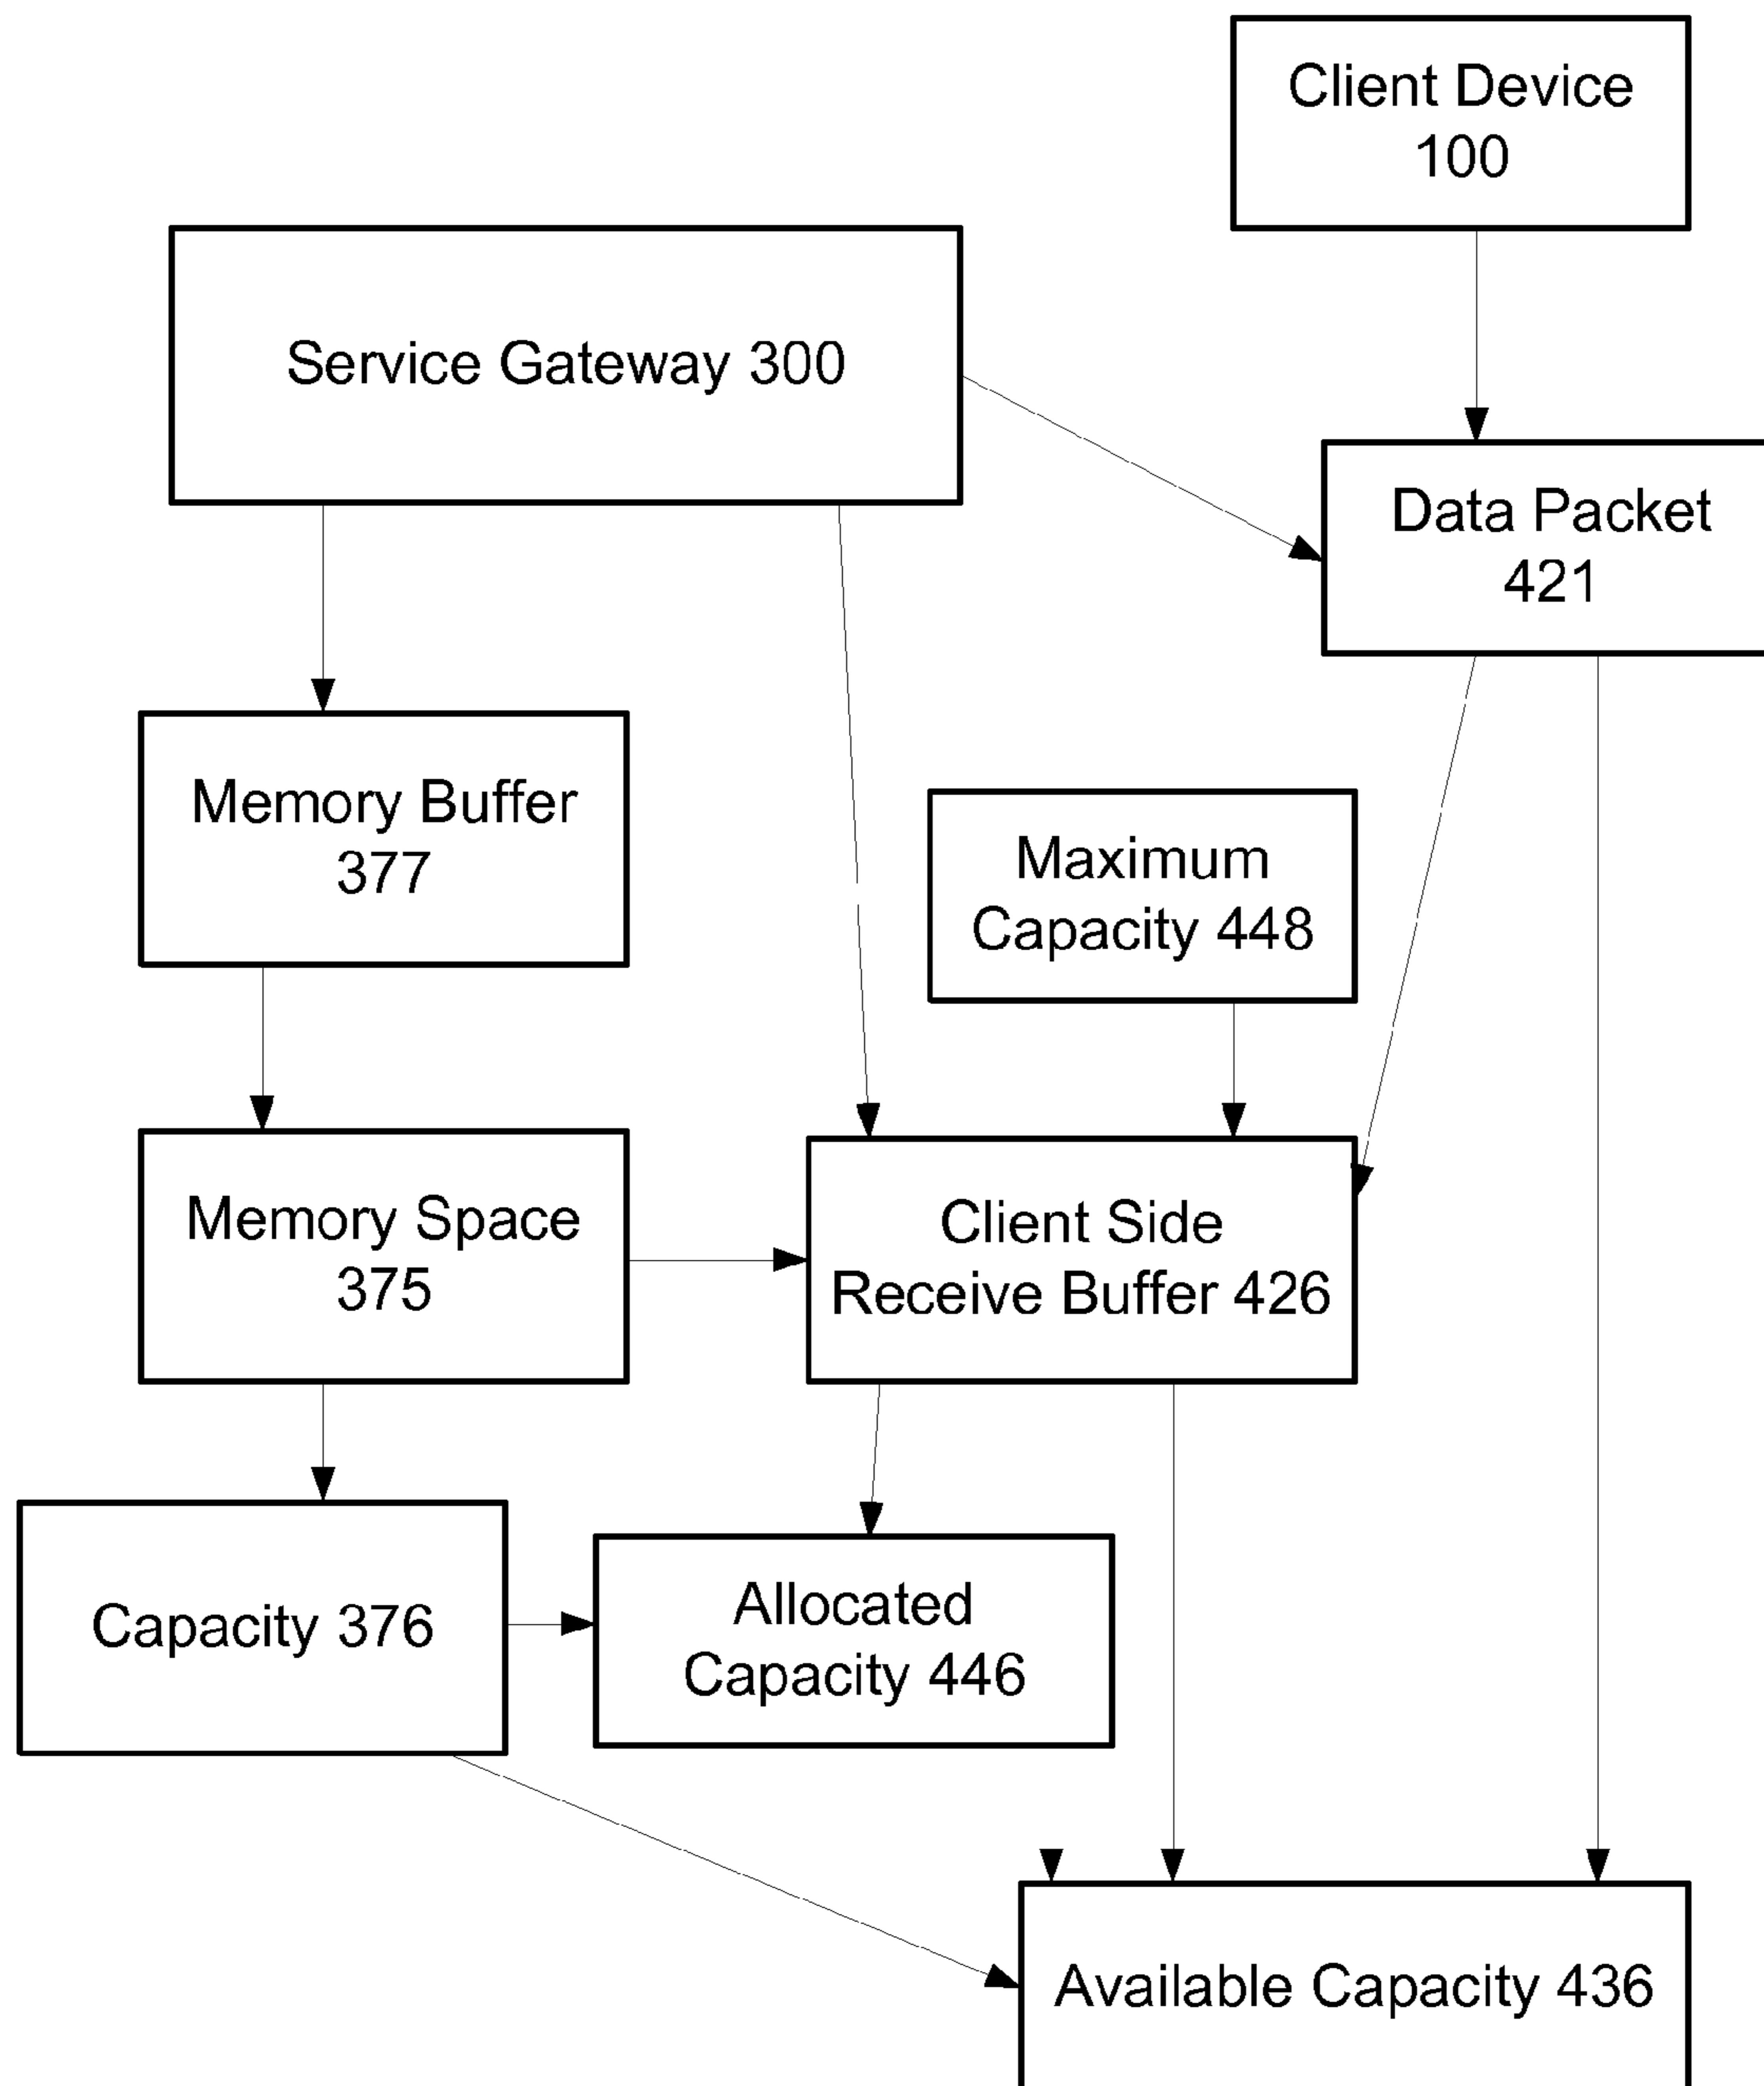 Client Device
100
Service Gateway 300
Data Packet
421
Memory Buffer
377
Maximum
Capacity 448
Memory Space
375
Client Side
Receive Buffer 426
Capacity 376
Allocated
Capacity 446
Available Capacity 436